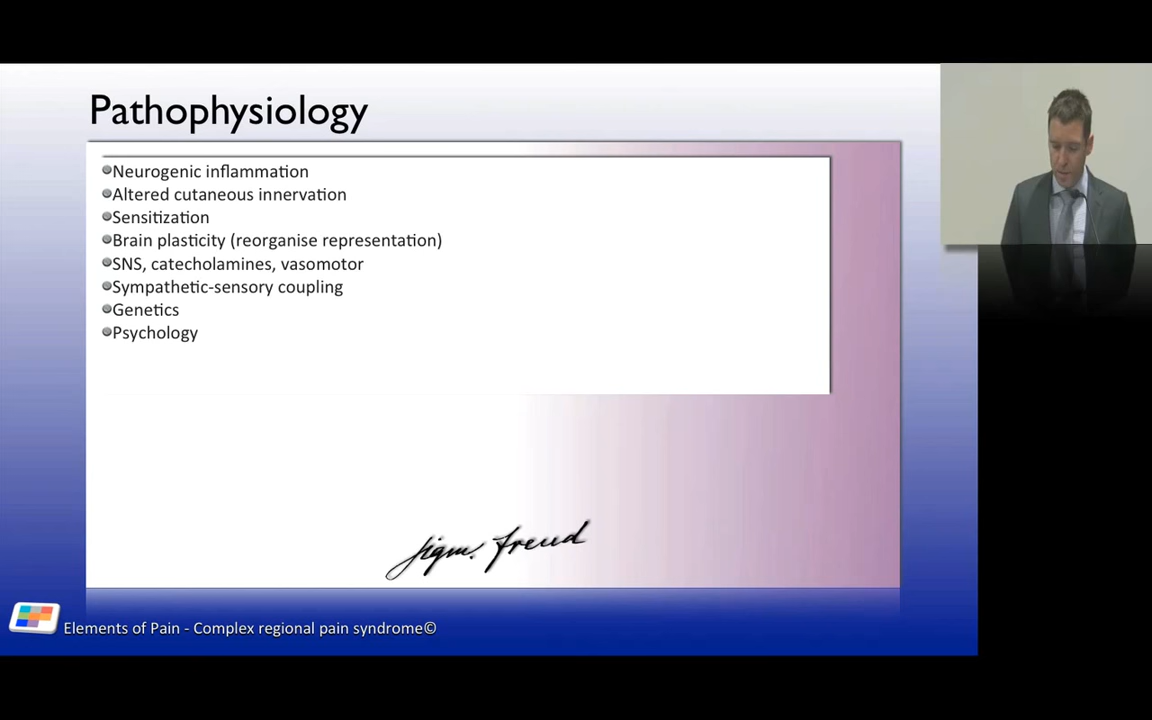 Pathophysiology
Neurogenic inflammation
Altered cutaneous innervation
Sensitization
Brain plasticity (reorganise representation)
SNS, catecholamines, vasomotor
Sympathetic-sensory coupling
Genetics
Psychology
Sigm. Freud
Elements of Pain - Complex regional pain syndrome©